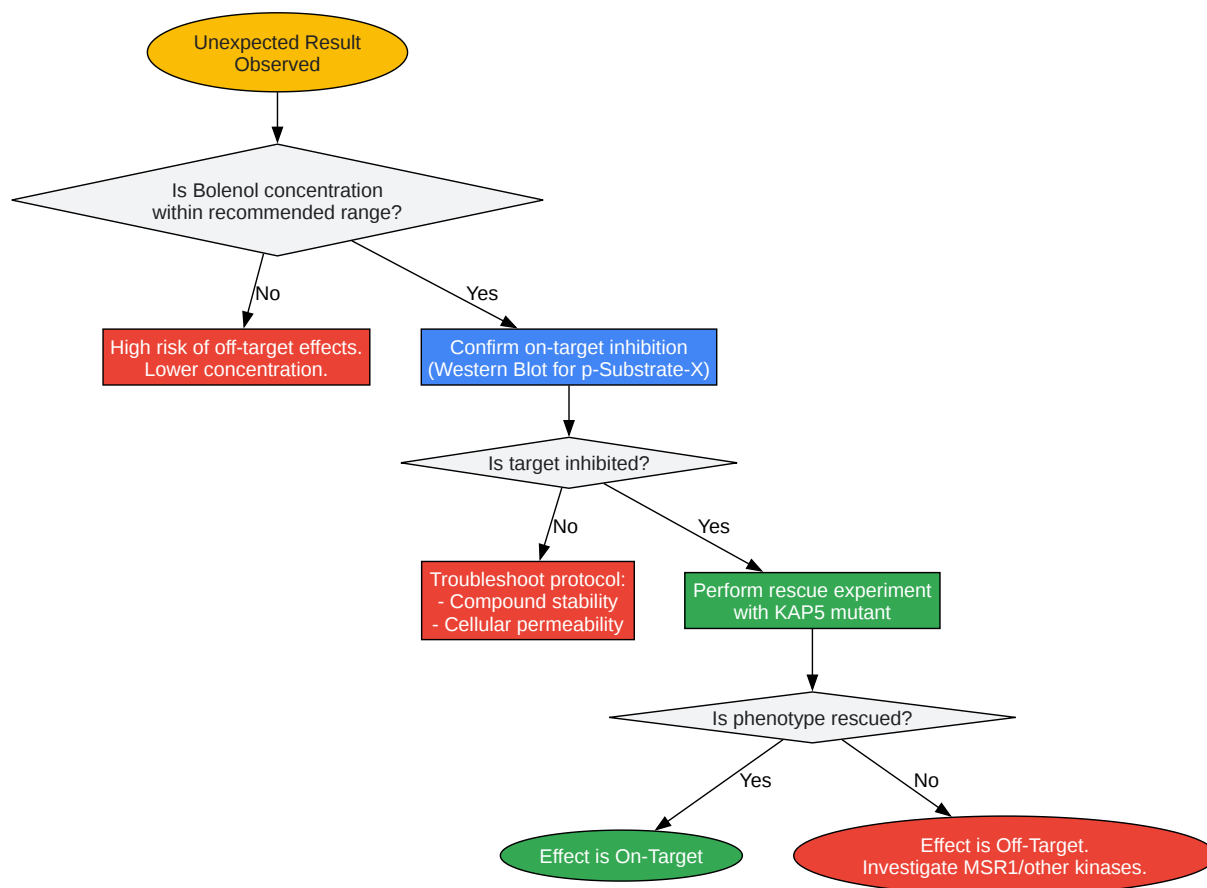 Unexpected Result
Observed
Is Bolenol concentration
within recommended range?
No
Yes
High risk of off-target effects.
Lower concentration.
Confirm on-target inhibition
(Western Blot for p-Substrate-X)
Is target inhibited?
No
Yes
Troubleshoot protocol:
- Compound stability
- Cellular permeability
Perform rescue experiment
with KAP5 mutant
Is phenotype rescued?
Yes
No
Effect is On-Target
Effect is Off-Target.
Investigate MSR1/other kinases.